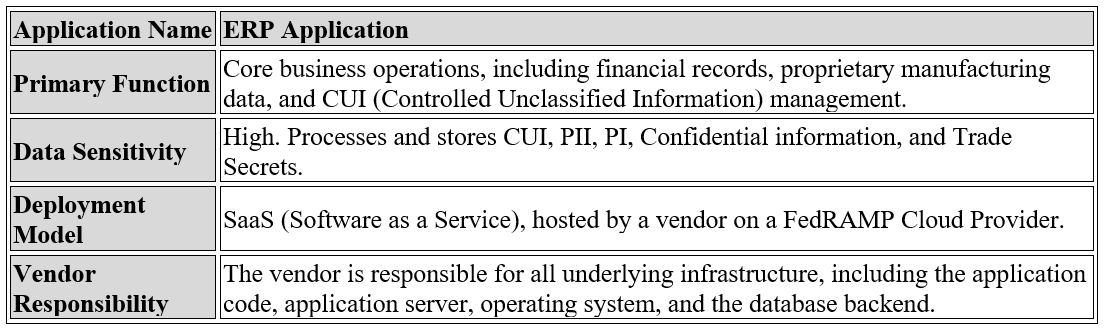 Application Name
ERP Application
Primary Function
Core business operations, including financial records, proprietary manufacturing
data, and CUI (Controlled Unclassified Information) management.
Data Sensitivity
High. Processes and stores CUI, PII, PI, Confidential information, and Trade
Secrets.
Deployment
Model
SaaS (Software as a Service), hosted by a vendor on a FedRAMP Cloud Provider.
Vendor
Responsibility
The vendor is responsible for all underlying infrastructure, including the application
code, application server, operating system, and the database backend.